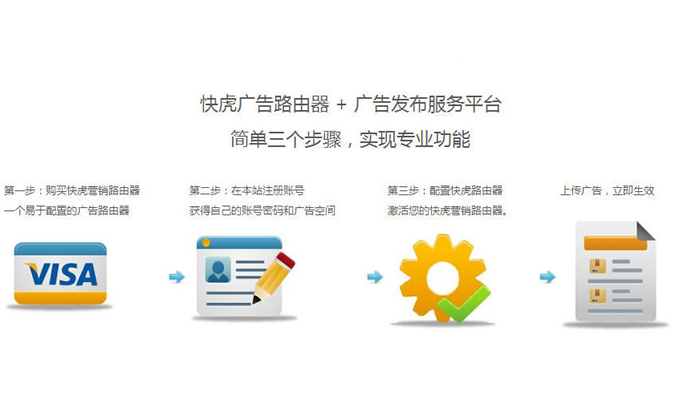 快虎广告路由器 + 广告发布服务平台
简单三个步骤，实现专业功能
第一步：购买快虎营销路由器
一个易于配置的广告路由器
第二步：在本站注册账号
获得自己的账号密码和广告空间
第三步：配置快虎路由器
激活您的快虎营销路由器。
上传广告，立即生效
VISA